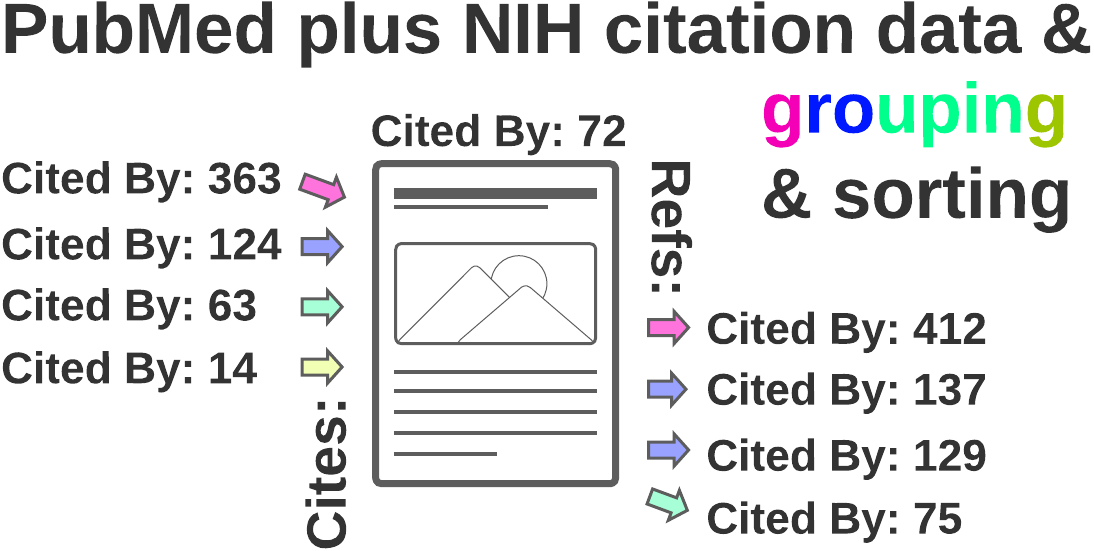 PubMed plus NIH citation data &
grouping
& sorting
Cited By: 72
Cited By: 363
Cited By: 124
Cited By: 63
Cited By: 14
Cites:
Refs:
Cited By: 412
Cited By: 137
Cited By: 129
Cited By: 75